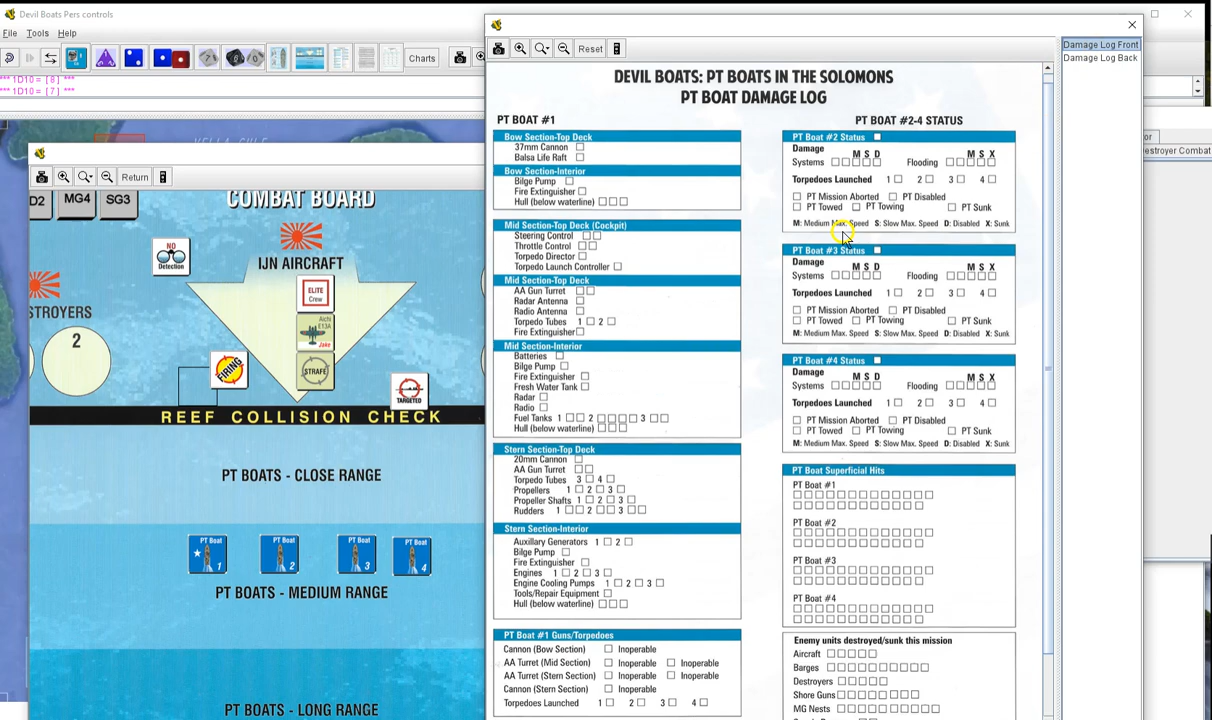 Devil Boats Pers controls
File Tools Help
Charts
*** 1D10 = [ 8 ] ***
*** 1D10 = [ 7 ] ***
Return
D2 MG4 SG3
COMBAT BOARD
NO
Detection
IJN AIRCRAFT
ELITE
Crew
Aichi
E13A
Jake
STRAFE
STROYERS
2
FIRING
TARGETED
REEF COLLISION CHECK
PT BOATS - CLOSE RANGE
PT Boat 1
PT Boat 2
PT Boat 3
PT Boat 4
PT BOATS - MEDIUM RANGE
PT BOATS - LONG RANGE
Reset
Damage Log Front
Damage Log Back
estroyer Combat
DEVIL BOATS: PT BOATS IN THE SOLOMONS
PT BOAT DAMAGE LOG
PT BOAT #1
Bow Section-Top Deck
37mm Cannon
Balsa Life Raft
Bow Section-Interior
Bilge Pump
Fire Extinguisher
Hull (below waterline)
Mid Section-Top Deck (Cockpit)
Steering Control
Throttle Control
Torpedo Director
Torpedo Launch Controller
Mid Section-Top Deck
AA Gun Turret
Radar Antenna
Radio Antenna
Torpedo Tubes 1 2
Fire Extinguisher
Mid Section-Interior
Batteries
Bilge Pump
Fire Extinguisher
Fresh Water Tank
Radar
Radio
Fuel Tanks 1 2 3
Hull (below waterline)
Stern Section-Top Deck
20mm Cannon
AA Gun Turret
Torpedo Tubes 3 4
Propellers 1 2 3
Propeller Shafts 1 2 3
Rudders 1 2 3
Stern Section-Interior
Auxillary Generators 1 2
Bilge Pump
Fire Extinguisher
Engines 1 2 3
Engine Cooling Pumps 1 2 3
Tools/Repair Equipment
Hull (below waterline)
PT Boat #1 Guns/Torpedoes
Cannon (Bow Section) Inoperable
AA Turret (Mid Section) Inoperable Inoperable
AA Turret (Stern Section) Inoperable Inoperable
Cannon (Stern Section) Inoperable
Torpedoes Launched 1 2 3 4
PT BOAT #2-4 STATUS
PT Boat #2 Status
Damage M S D M S X
Systems Flooding
Torpedoes Launched 1 2 3 4
PT Mission Aborted PT Disabled
PT Towed PT Towing PT Sunk
M: Medium Max. Speed S: Slow Max. Speed D: Disabled X: Sunk
PT Boat #3 Status
Damage M S D M S X
Systems Flooding
Torpedoes Launched 1 2 3 4
PT Mission Aborted PT Disabled
PT Towed PT Towing PT Sunk
M: Medium Max. Speed S: Slow Max. Speed D: Disabled X: Sunk
PT Boat #4 Status
Damage M S D M S X
Systems Flooding
Torpedoes Launched 1 2 3 4
PT Mission Aborted PT Disabled
PT Towed PT Towing PT Sunk
M: Medium Max. Speed S: Slow Max. Speed D: Disabled X: Sunk
PT Boat Superficial Hits
PT Boat #1
PT Boat #2
PT Boat #3
PT Boat #4
Enemy units destroyed/sunk this mission
Aircraft
Barges
Destroyers
Shore Guns
MG Nests